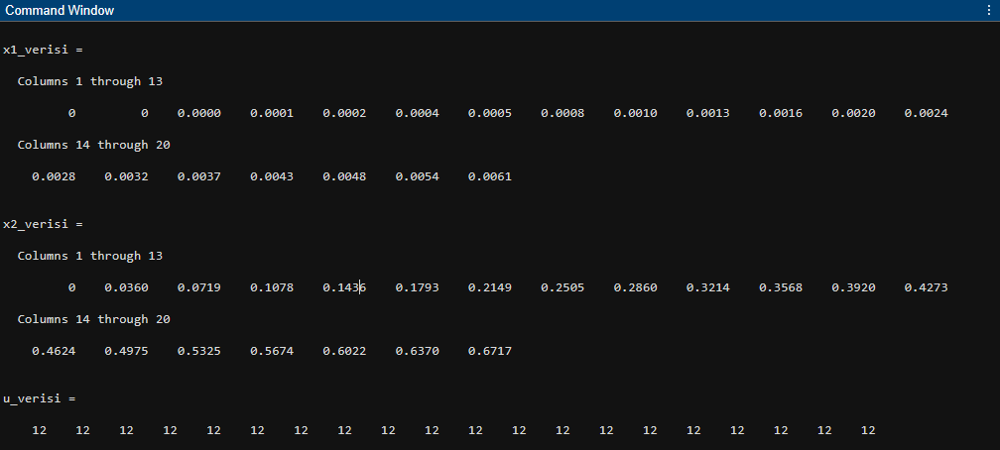 Command Window
x1_verisi =
Columns 1 through 13
0 0 0.0000 0.0001 0.0002 0.0004 0.0005 0.0008 0.0010 0.0013 0.0016 0.0020 0.0024
Columns 14 through 20
0.0028 0.0032 0.0037 0.0043 0.0048 0.0054 0.0061
x2_verisi =
Columns 1 through 13
0 0.0360 0.0719 0.1078 0.1436 0.1793 0.2149 0.2505 0.2860 0.3214 0.3568 0.3920 0.4273
Columns 14 through 20
0.4624 0.4975 0.5325 0.5674 0.6022 0.6370 0.6717
u_verisi =
12 12 12 12 12 12 12 12 12 12 12 12 12 12 12 12 12 12 12 12